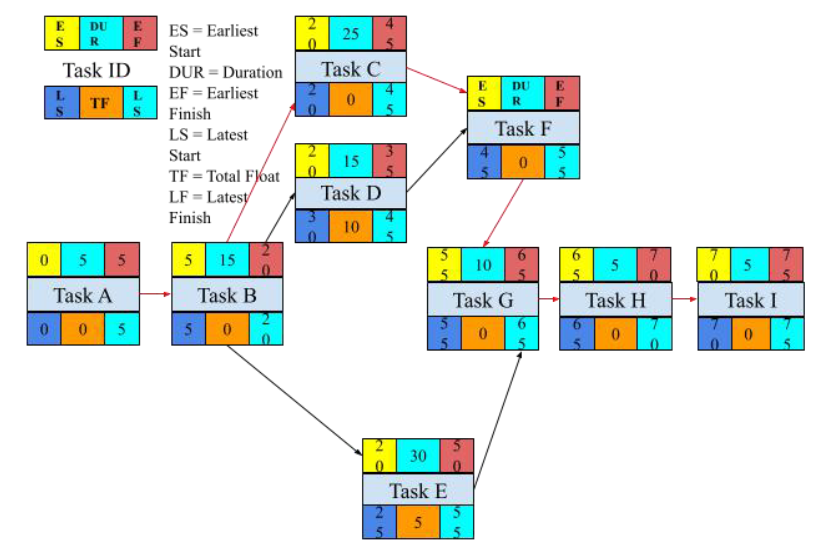 ES DUR EF
Task ID
LS TF LS
ES = Earliest
Start
DUR = Duration
EF = Earliest
Finish
LS = Latest
Start
TF = Total Float
LF = Latest
Finish
20 25 45
Task C
20 0 45
ES DUR EF
Task F
45 0 55
20 15 35
Task D
30 10 45
0 5 5
Task A
0 0 5
5 15 20
Task B
5 0 20
55 10 65
Task G
55 0 65
65 5 70
Task H
65 0 70
70 5 75
Task I
70 0 75
20 30 50
Task E
25 5 55